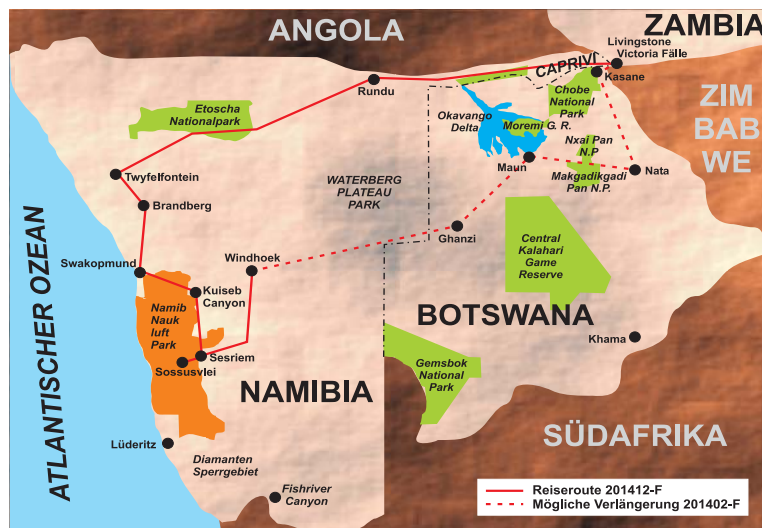 ANGOLA
ZAMBIA
Livingstone
Victoria Fälle
CAPRIVI
Kasane
Rundu
ZIM
BAB
WE
Etoscha
Nationalpark
Chobe
National
Park
Okavango
Delta
Moremi G. R.
Nxai Pan
N.P
Maun
Nata
Makgadikgadi
Pan N.P.
Twyfelfontein
WATERBERG
PLATEAU
PARK
Brandberg
Ghanzi
Windhoek
Swakopmund
Central
Kalahari
Game
Reserve
Kuiseb
Canyon
Namib
Nauk
luft
Park
BOTSWANA
ATLANTISCHER OZEAN
Khama
Sesriem
Sossusvlei
Gemsbok
National
Park
NAMIBIA
SÜDAFRIKA
Lüderitz
Diamanten
Sperrgebiet
Fishriver
Canyon
Reiseroute 201412-F
Mögliche Verlängerung 201402-F